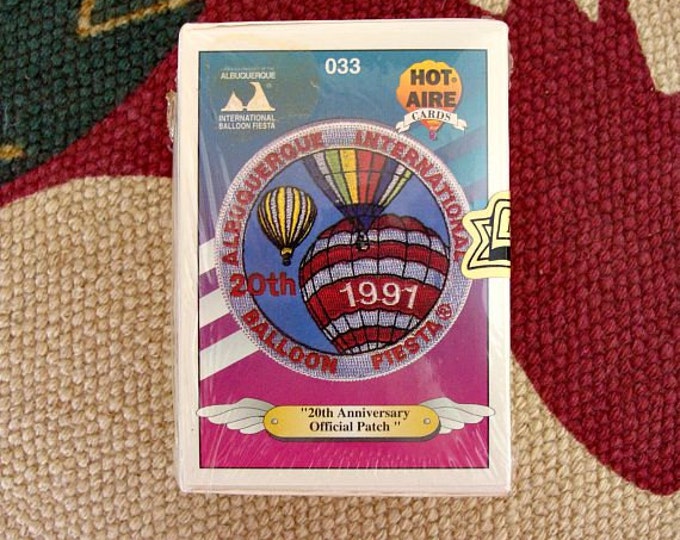 ALBUQUERQUE
INTERNATIONAL
BALLOON FIESTA
®
033
HOT
AIRE
CARDS
ALBUQUERQUE INTERNATIONAL
20th
1991
BALLOON FIESTA ®
"20th Anniversary
Official Patch "